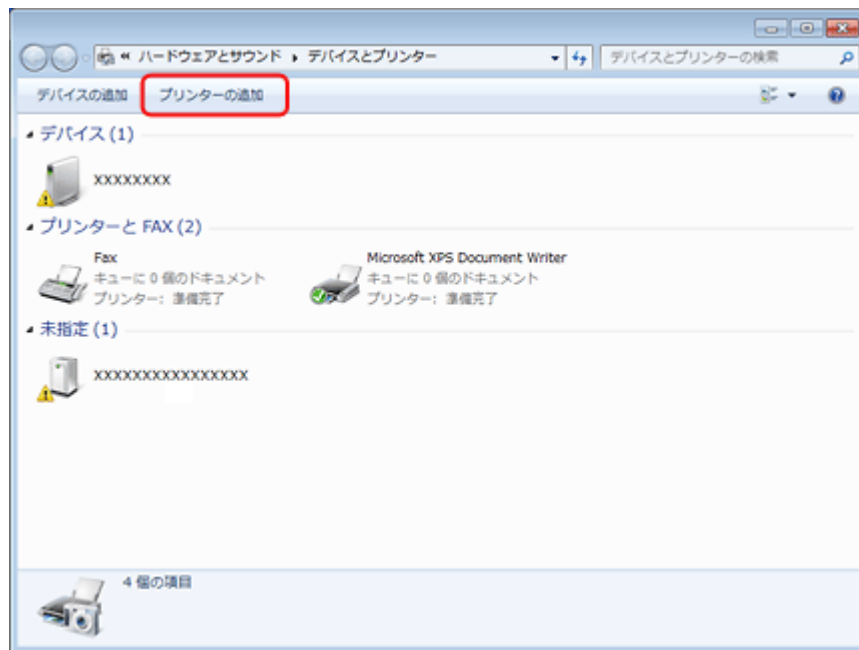 « ハードウェアとサウンド ▸ デバイスとプリンター
デバイスとプリンターの検索
デバイスの追加 プリンターの追加
デバイス (1)
XXXXXXXX
プリンターと FAX (2)
Fax
キューに 0 個のドキュメント
プリンター: 準備完了
Microsoft XPS Document Writer
キューに 0 個のドキュメント
プリンター: 準備完了
未指定 (1)
XXXXXXXXXXXXXXXX
4 個の項目